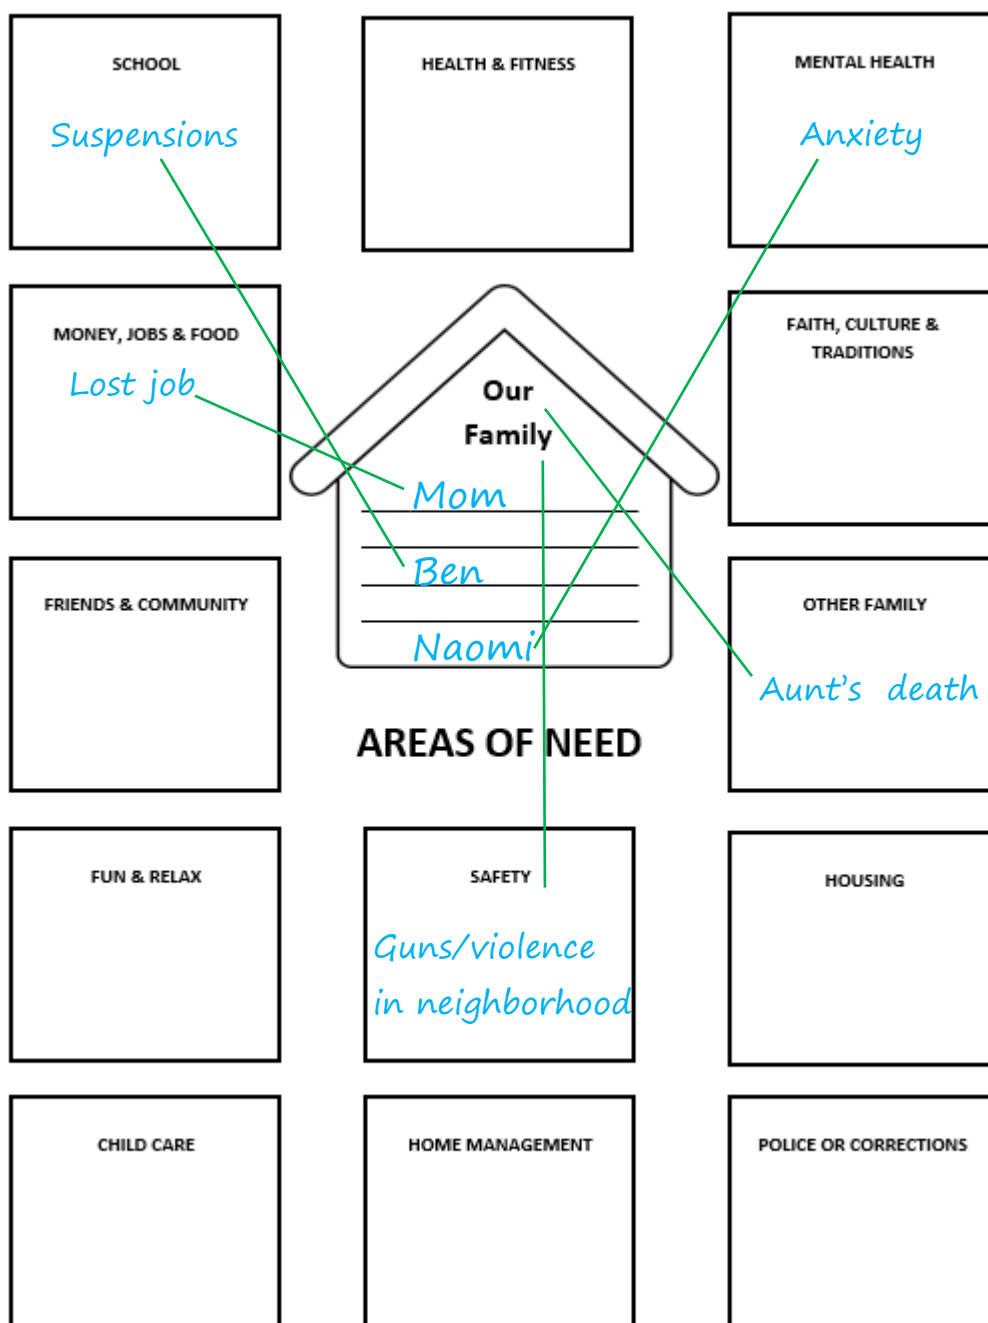 SCHOOL
Suspensions
HEALTH & FITNESS
MENTAL HEALTH
Anxiety
MONEY, JOBS & FOOD
Lost job
Our
Family
Mom
Ben
Naomi
FAITH, CULTURE &
TRADITIONS
FRIENDS & COMMUNITY
OTHER FAMILY
Aunt's death
AREAS OF NEED
FUN & RELAX
SAFETY
Guns/violence
in neighborhood
HOUSING
CHILD CARE
HOME MANAGEMENT
POLICE OR CORRECTIONS